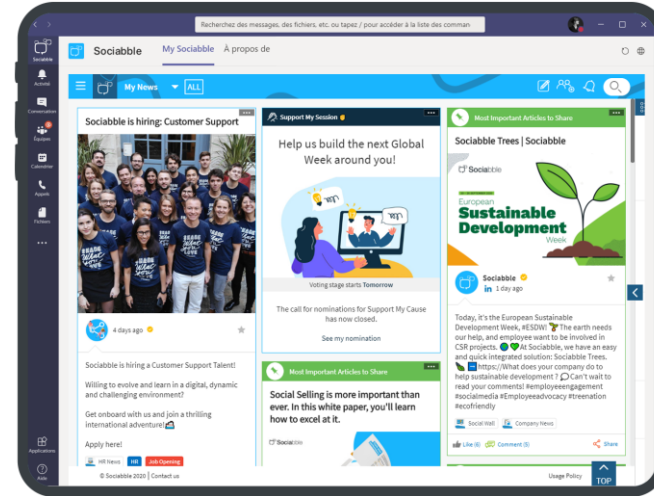 Recherchez des messages, des fichiers, etc. ou tapez / pour accéder à la liste des comman
Sociabble
Activité
Conversation
Équipes
Calendrier
Appels
Fichiers
Applications
Aide
Sociabble
My Sociabble
À propos de
My News
ALL
Sociabble is hiring: Customer Support
SHARE
What
you
LOVE
4 days ago
Sociabble is hiring a Customer Support Talent!
Willing to evolve and learn in a digital, dynamic
and challenging environment?
Get onboard with us and join a thrilling
international adventure!
Apply here!
HR News
HR
Job Opening
Support My Session
Help us build the next Global
Week around you!
Voting stage starts Tomorrow
The call for nominations for Support My Cause
has now closed.
See my nomination
Most Important Articles to Share
Social Selling is more important than
ever. In this white paper, you'll learn
how to excel at it.
Sociabble
Most Important Articles to Share
Sociabble Trees | Sociabble
Sociabble
European
Sustainable
Development
Week
Sociabble
in 1 day ago
Today, it's the European Sustainable
Development Week, #ESDW! The earth needs
our help, and employee want to be involved in
CSR projects. At Sociabble, we have an easy
and quick integrated solution: Sociabble Trees.
https://What does your company do to
help sustainable development ? Can't wait to
read your comments! #employeeengagement
#socialmedia #Employeeadvocacy #treenation
#ecofriendly
Social Wall
Company News
Like (6)
Comment (5)
Share
© Sociabble 2020 | Contact us
Usage Policy
TOP